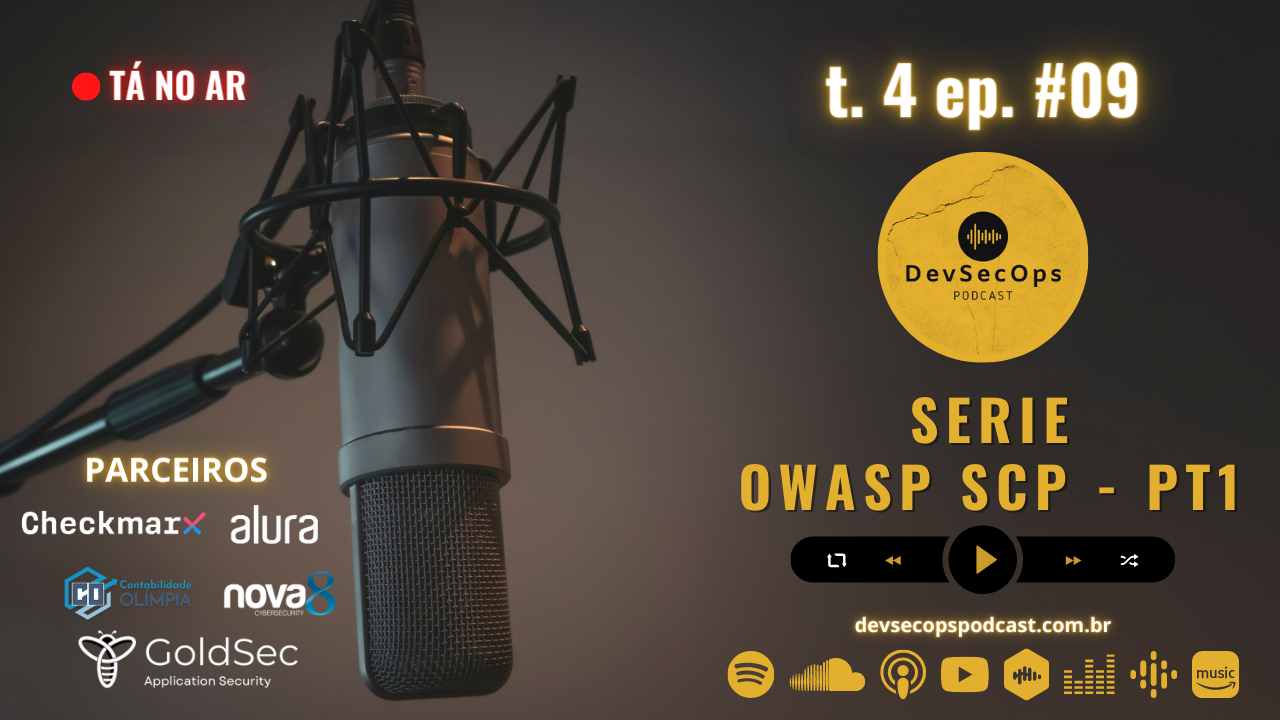 TÁ NO AR
t. 4 ep. #09
DevSecOps
PODCAST
SERIE
OWASP SCP - PT1
devsecopspodcast.com.br
music
PARCEIROS
Checkmarx
alura
Contabilidade
OLÍMPIA
CO
nova8
CYBERSECURITY
GoldSec
Application Security